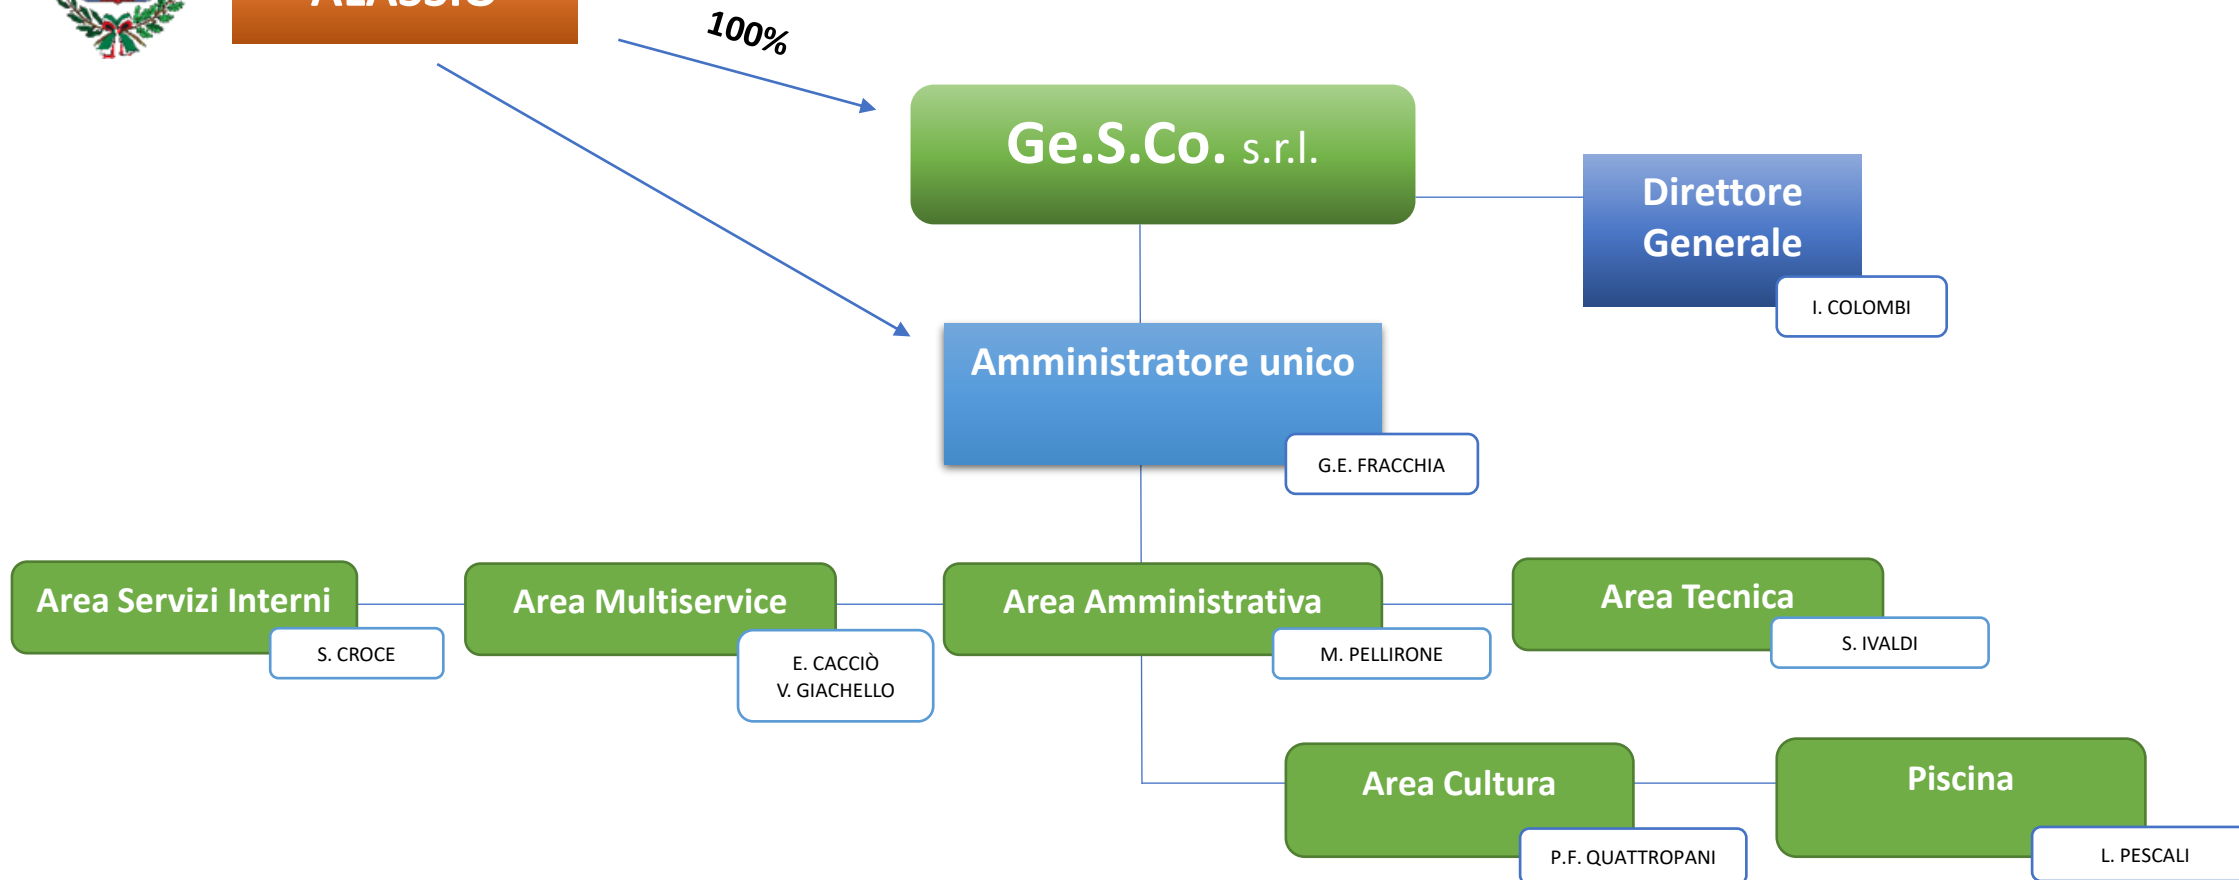 ALASSIO
100%
Ge.S.Co. s.r.l.
Direttore
Generale
I. COLOMBI
Amministratore unico
G.E. FRACCHIA
Area Servizi Interni
S. CROCE
Area Multiservice
E. CACCIÒ
V. GIACHELLO
Area Amministrativa
M. PELLIRONE
Area Tecnica
S. IVALDI
Area Cultura
P.F. QUATTROPANI
Piscina
L. PESCALI